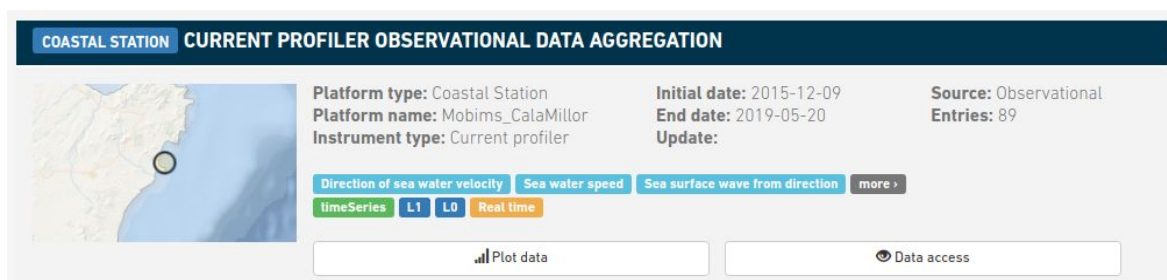 COASTAL STATION CURRENT PROFILER OBSERVATIONAL DATA AGGREGATION
Platform type: Coastal Station
Platform name: Mobims_CalaMillor
Instrument type: Current profiler
Initial date: 2015-12-09
End date: 2019-05-20
Update:
Source: Observational
Entries: 89
Direction of sea water velocity Sea water speed Sea surface wave from direction more ›
timeSeries L1 L0 Real time
Plot data
Data access